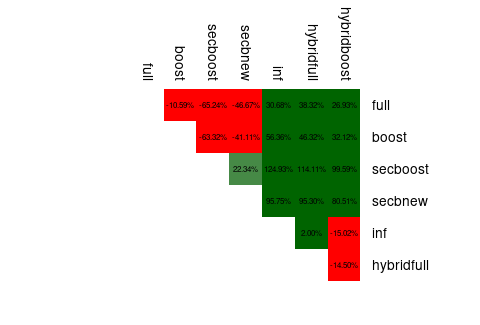 full
boost
secboost
secbnew
inf
hybridfull
hybridboost
-10.59% -65.24% -46.67% 30.68% 38.32% 26.93% full
-63.32% -41.11% 56.36% 46.32% 32.12% boost
22.34% 124.93% 114.11% 99.59% secboost
95.75% 95.30% 80.51% secbnew
2.00% -15.02% inf
-14.50% hybridfull